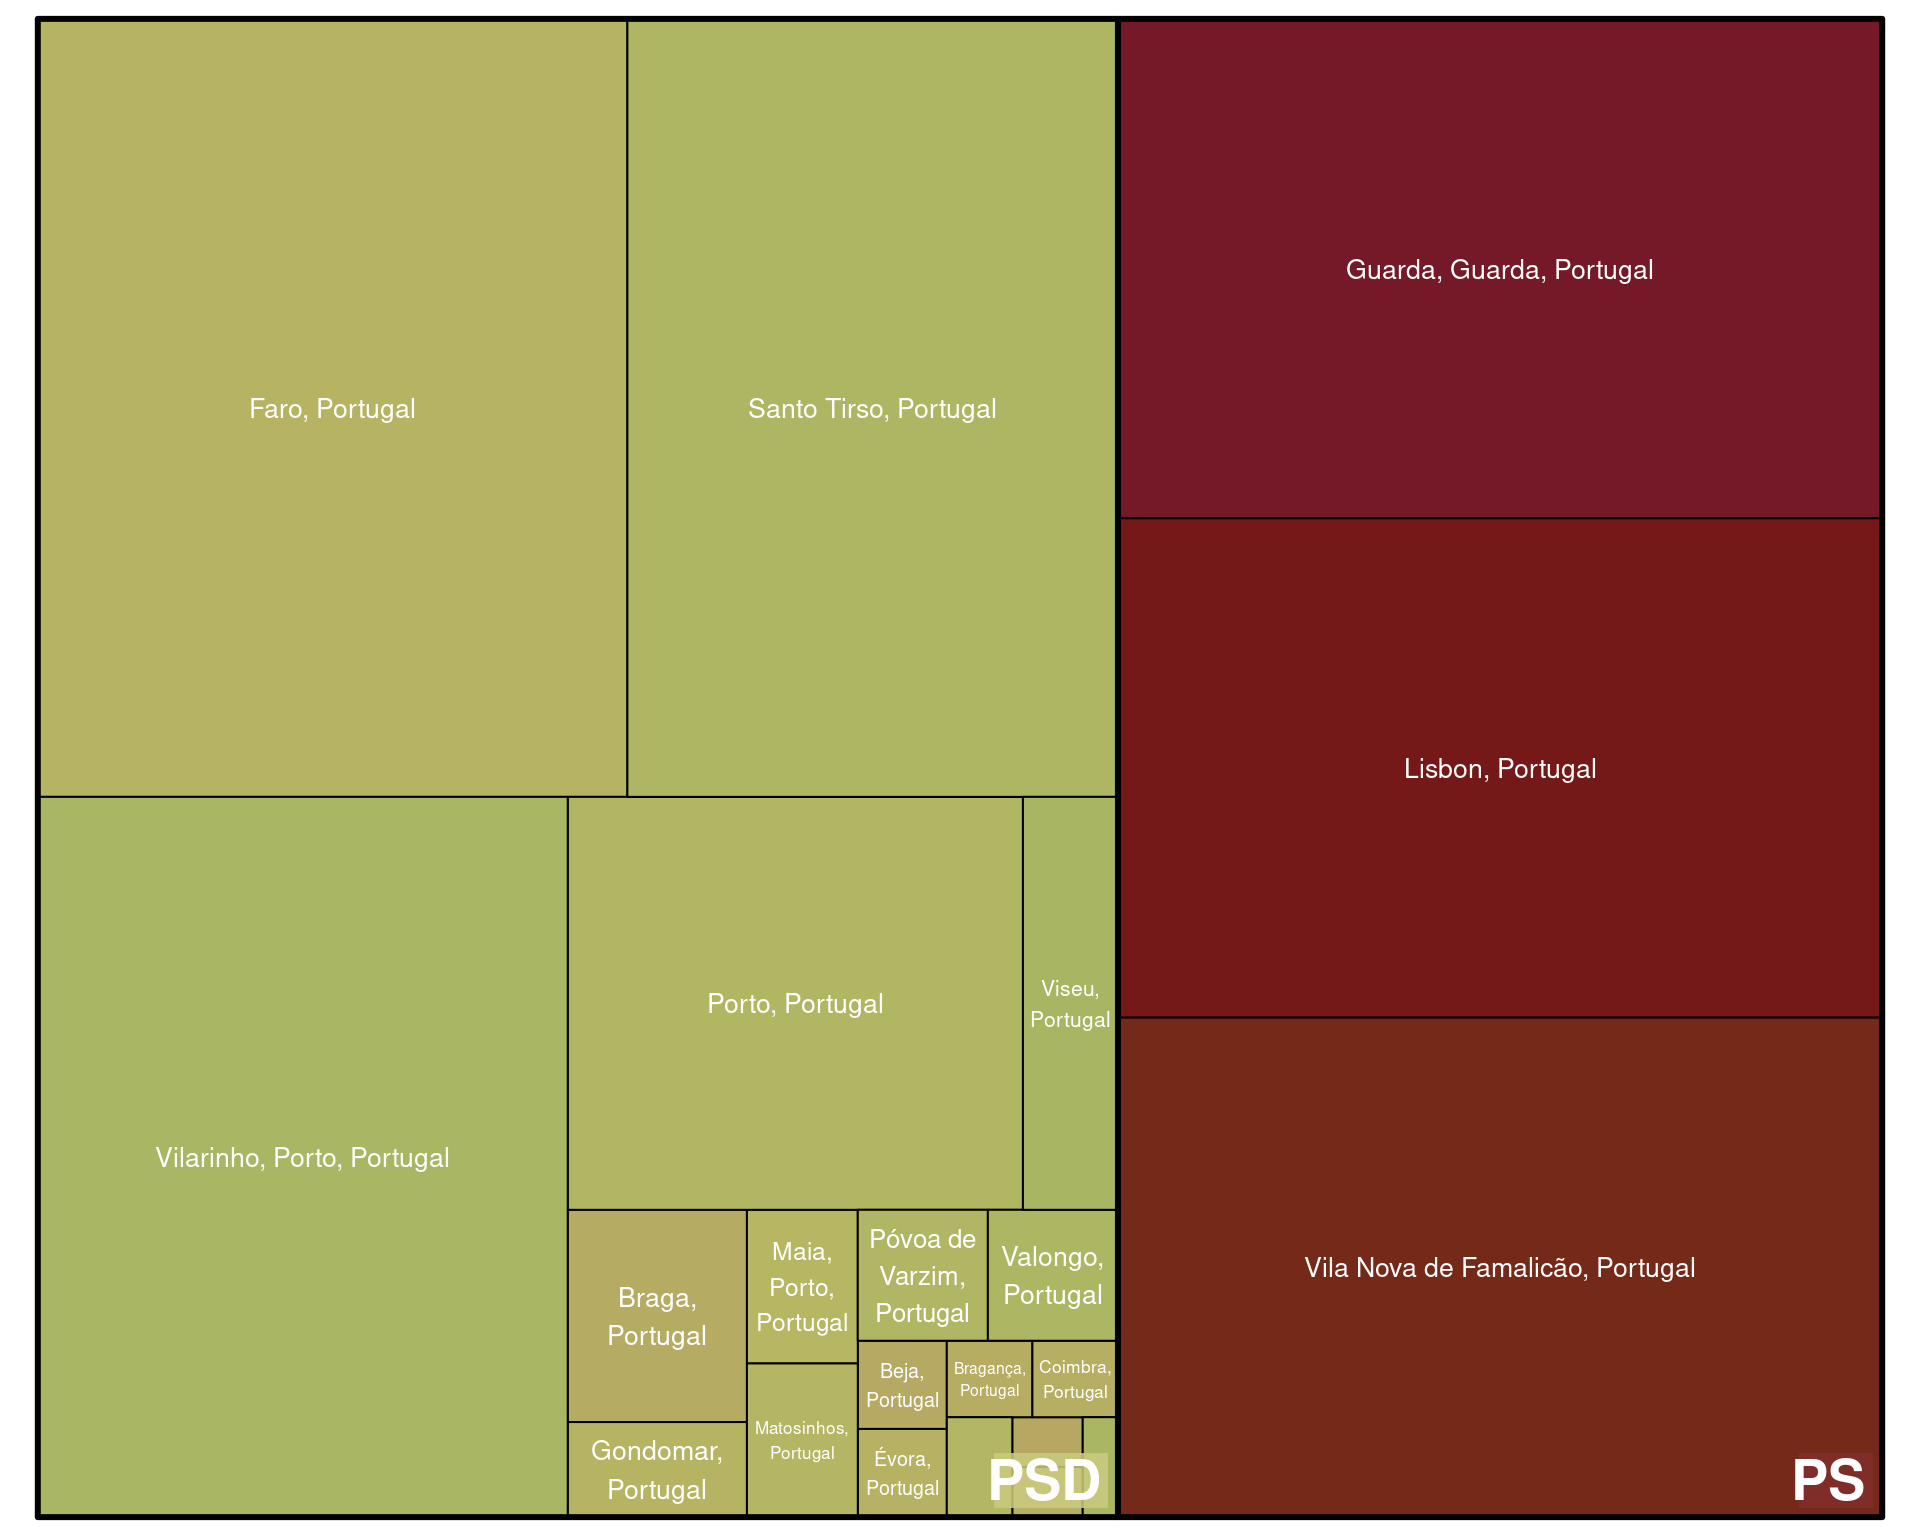 Faro, Portugal
Santo Tirso, Portugal
Guarda, Guarda, Portugal
Lisbon, Portugal
Vilarinho, Porto, Portugal
Porto, Portugal
Viseu,
Portugal
Braga,
Portugal
Maia,
Porto,
Portugal
Póvoa de
Varzim,
Portugal
Valongo,
Portugal
Vila Nova de Famalicão, Portugal
Beja,
Portugal
Bragança,
Portugal
Coimbra,
Portugal
Gondomar,
Portugal
Matosinhos,
Portugal
Évora,
Portugal
PSD
PS